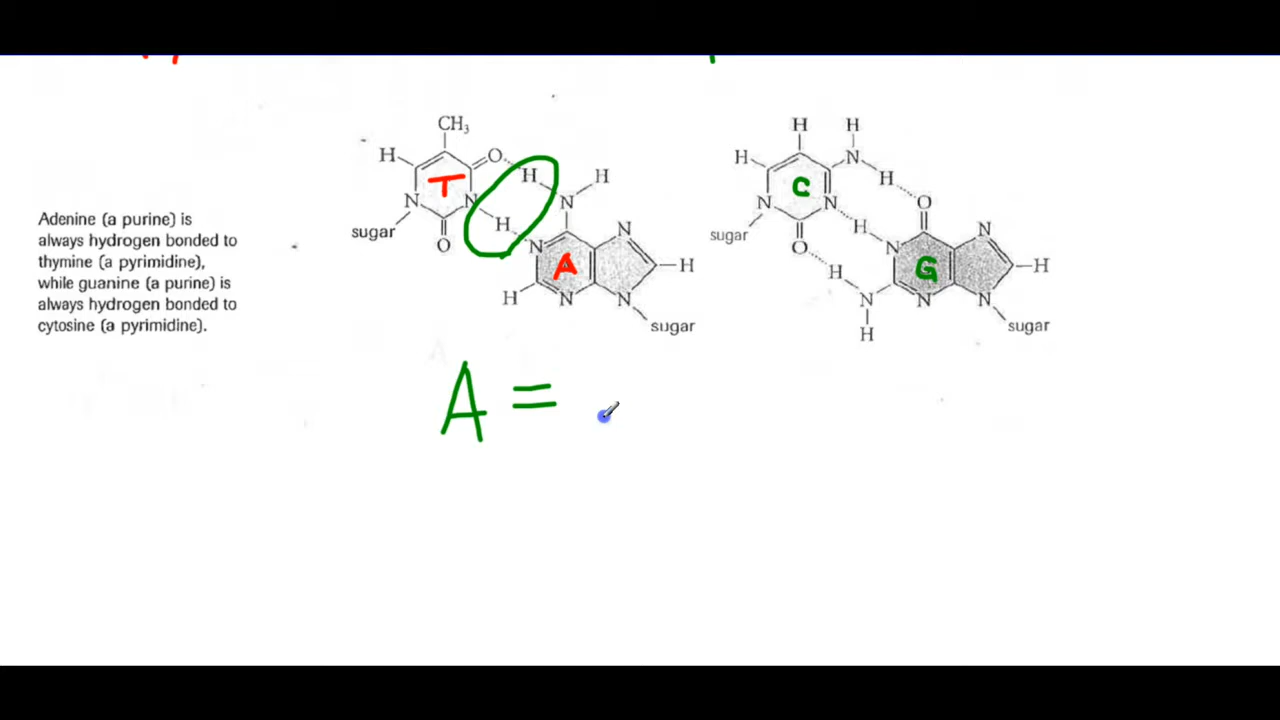 CH₃
H
O
H
H
T
N
N
H
sugar
O
N
N
N
A
H
H
N
N
sugar
H
H
H
N
H
C
O
N
N
H
sugar
N
N
O
H
G
H
N
N
N
H
sugar
Adenine (a purine) is
always hydrogen bonded to
thymine (a pyrimidine),
while guanine (a purine) is
always hydrogen bonded to
cytosine (a pyrimidine).
A =